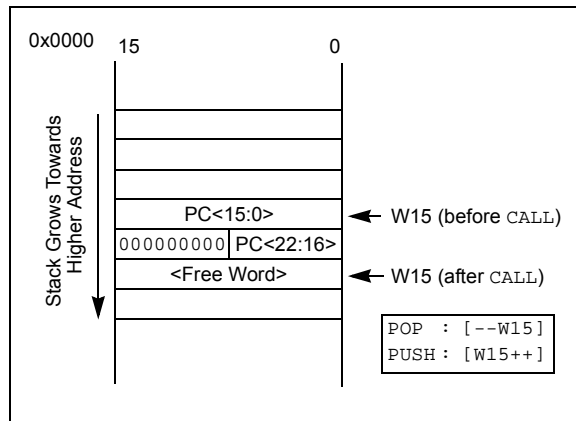 0x0000
15 0
Stack Grows Towards
Higher Address
PC<15:0>
W15 (before CALL)
000000000 PC<22:16>
<Free Word>
W15 (after CALL)
POP : [--W15]
PUSH : [W15++]